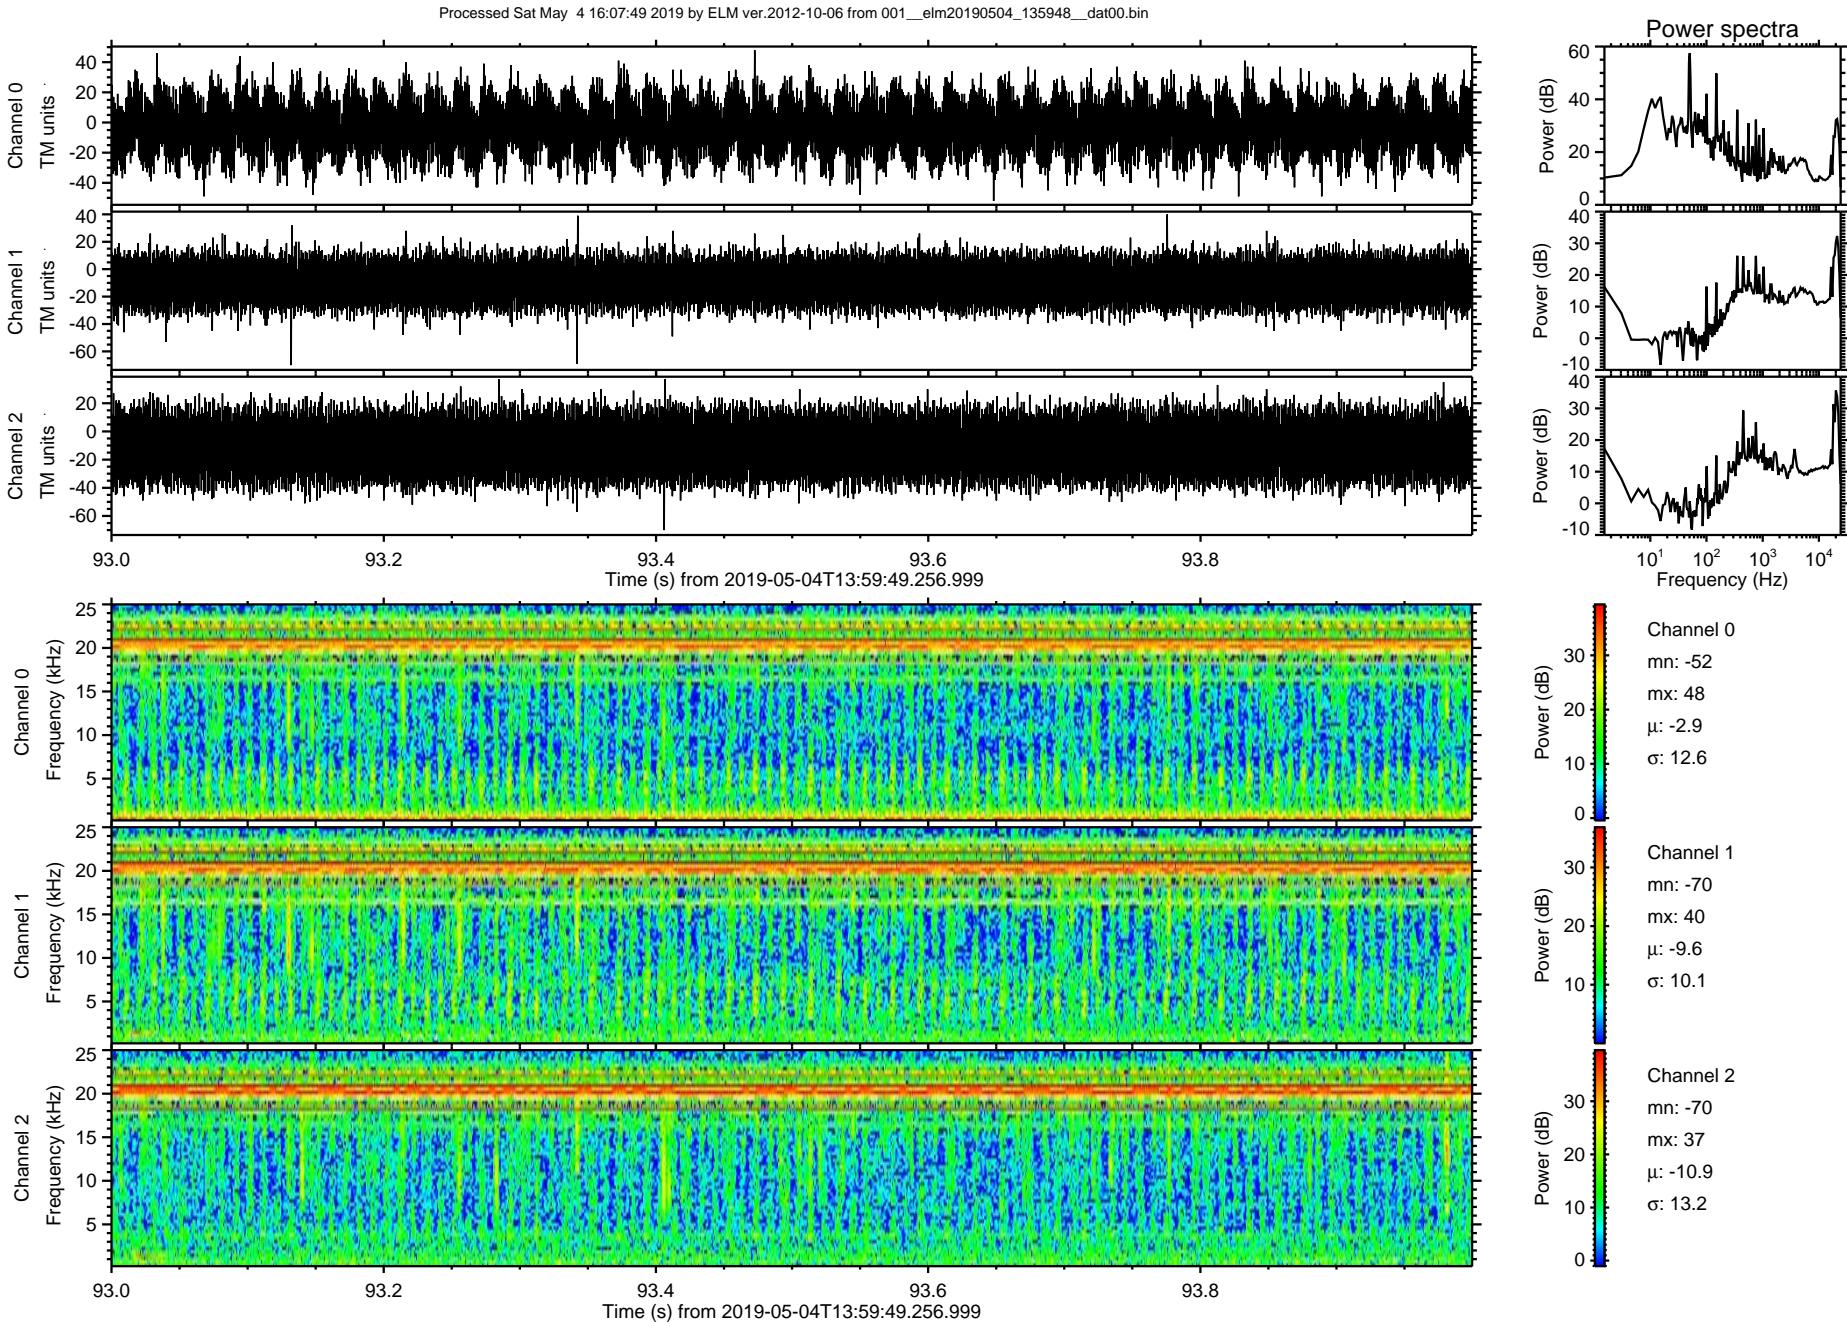 Processed Sat May  4 16:07:49 2019 by ELM ver.2012-10-06 from 001__elm20190504_135948__dat00.bin
Power spectra
Channel 0
TM units
40
20
0
-20
-40
Power (dB)
60
40
20
0
Channel 1
TM units
40
20
0
-20
-40
-60
Power (dB)
40
30
20
10
0
-10
Channel 2
TM units
20
0
-20
-40
-60
Power (dB)
40
30
20
10
0
-10
93.0 93.2 93.4 93.6 93.8
Time (s) from 2019-05-04T13:59:49.256.999
10¹ 10² 10³ 10⁴
Frequency (Hz)
Channel 0
Frequency (kHz)
25
20
15
10
5
Power (dB)
30
20
10
0
Channel 0
mn: -52
mx: 48
μ: -2.9
σ: 12.6
Channel 1
Frequency (kHz)
25
20
15
10
5
Power (dB)
30
20
10
Channel 1
mn: -70
mx: 40
μ: -9.6
σ: 10.1
Channel 2
Frequency (kHz)
25
20
15
10
5
Power (dB)
30
20
10
0
Channel 2
mn: -70
mx: 37
μ: -10.9
σ: 13.2
93.0 93.2 93.4 93.6 93.8
Time (s) from 2019-05-04T13:59:49.256.999